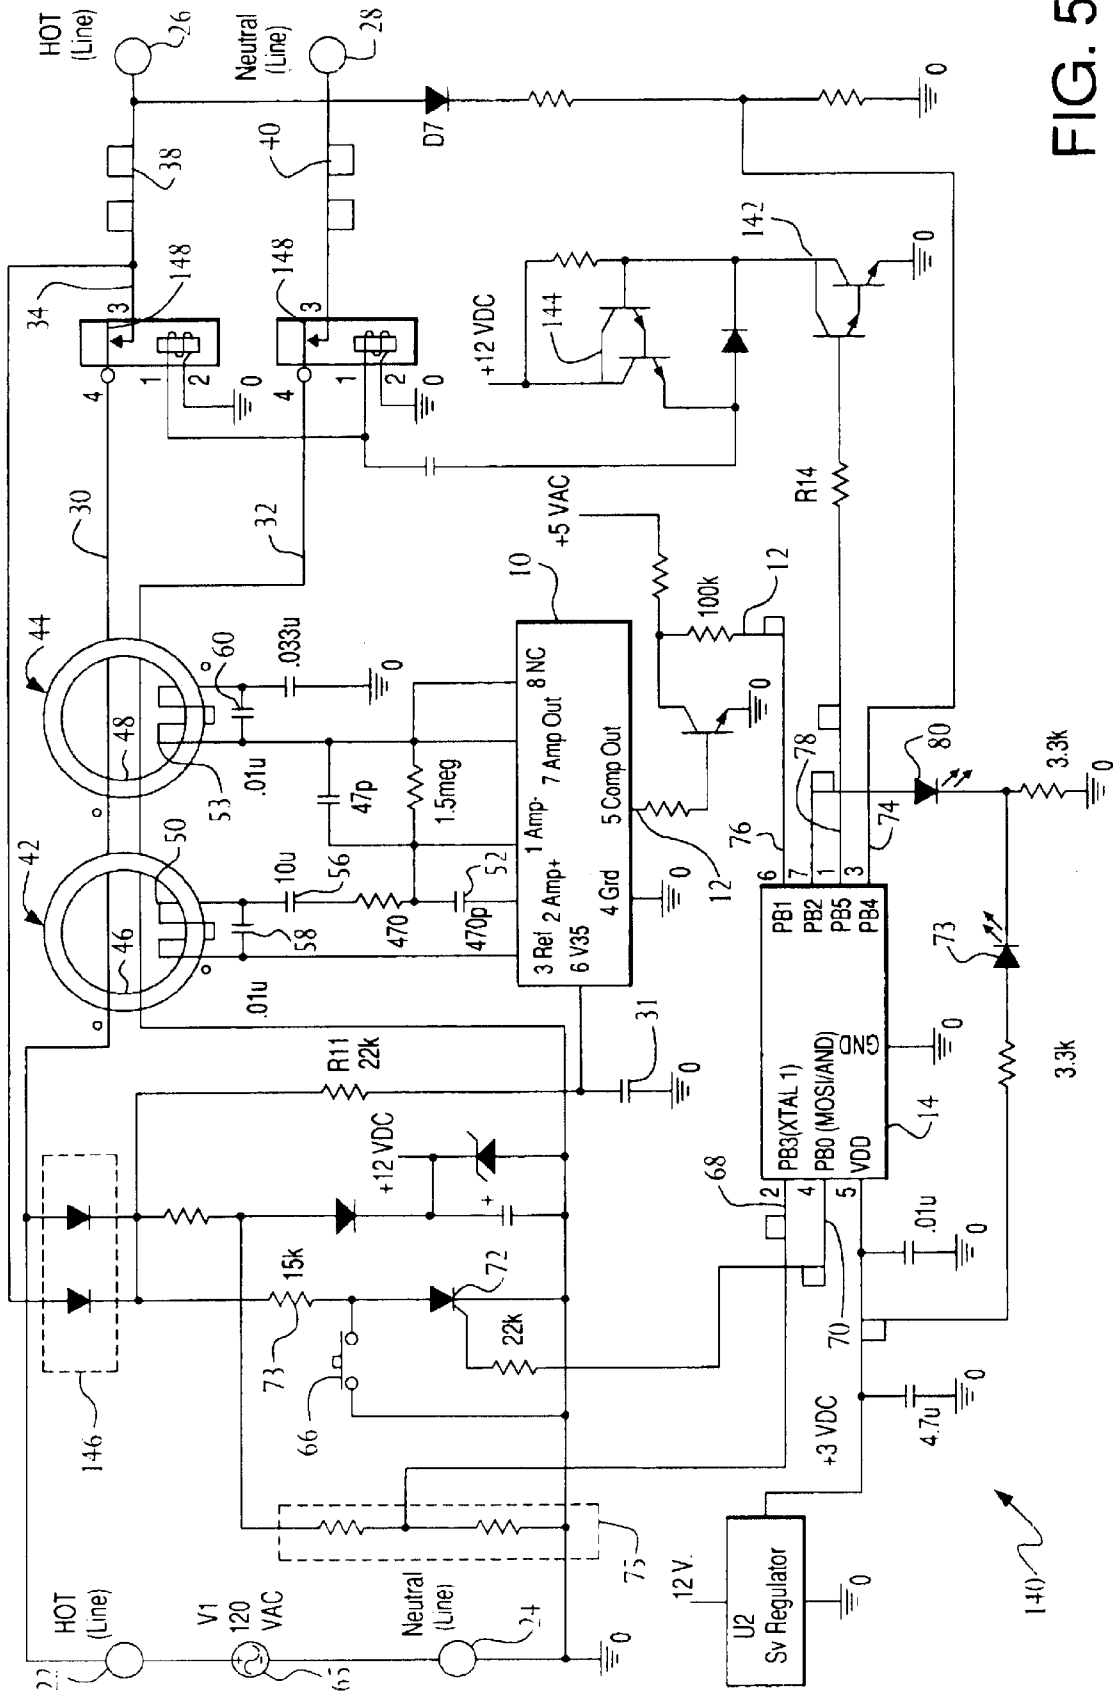 HOT
(Line)
22
V1
120
VAC
65
Neutral
(Line)
24
0
146
75
66
73
15k
72
22k
+12 VDC
+
R11
22k
31
0
42
46
50
.01u
58
10u
56
470
470p
52
44
48
53
.01u
60
.033u
0
47p
1.5meg
3 Ref
2 Amp+
1 Amp-
7 Amp Out
8 NC
6 V35
4 Grd
5 Comp Out
10
0
12
30
32
34
4
3
1
2
0
148
4
3
1
2
0
148
38
40
HOT
(Line)
26
Neutral
(Line)
28
D7
0
+12 VDC
144
142
0
R14
+5 VAC
100k
12
0
12 V.
U2
Sv Regulator
0
+3 VDC
4.7u
0
.01u
0
70
68
2
4
5
PB3(XTAL 1)
PB0 (MOSI/AND)
VDD
GND
0
14
PB1
PB2
PB5
PB4
6
7
1
3
76
78
74
80
73
3.3k
3.3k
0
140
FIG. 5